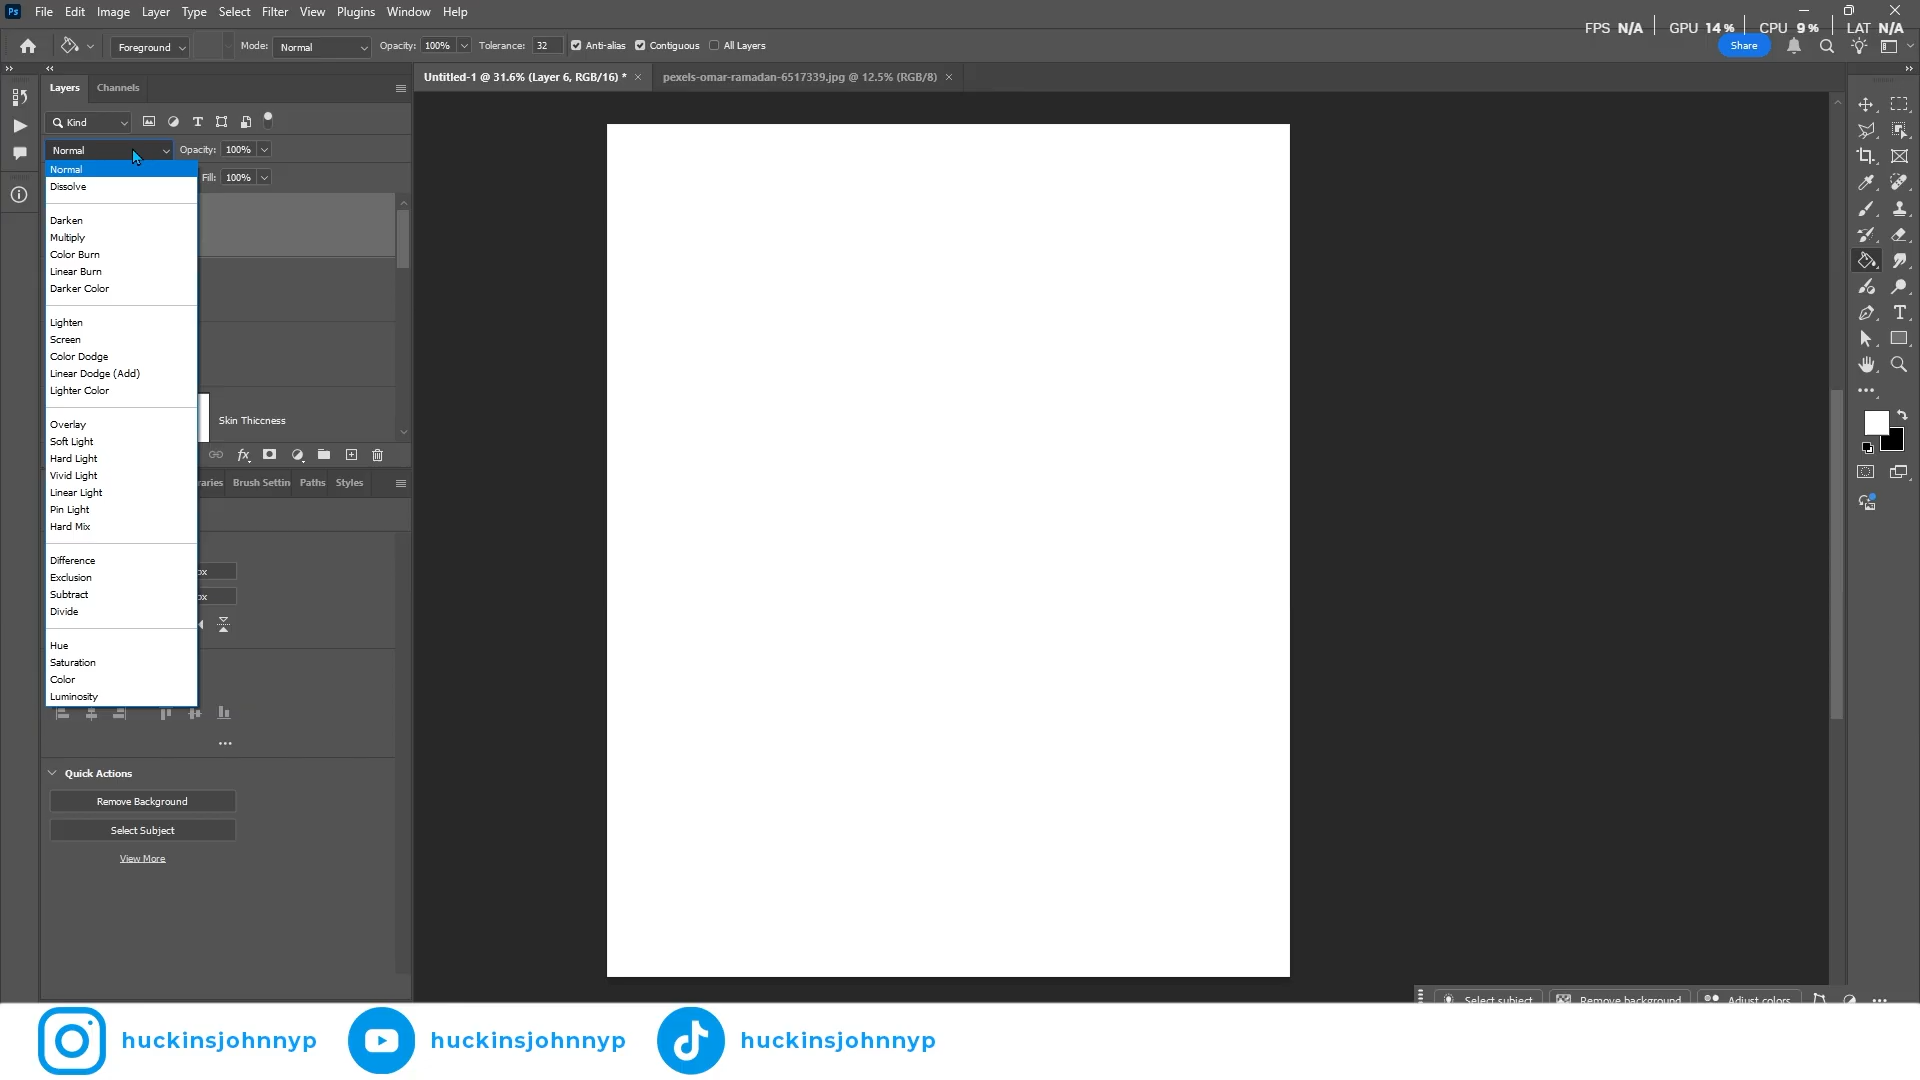 Ps File Edit Image Layer Type Select Filter View Plugins Window Help
FPS N/A GPU 14 % CPU 9 % LAT N/A
Foreground Mode: Normal Opacity: 100% Tolerance: 32 Anti-alias Contiguous All Layers Share
Untitled-1 @ 31.6% (Layer 6, RGB/16) * × pexels-omar-ramadan-6517339.jpg @ 12.5% (RGB/8) ×
Layers Channels
Kind
Normal Opacity: 100%
Fill: 100%
Normal
Dissolve
Darken
Multiply
Color Burn
Linear Burn
Darker Color
Lighten
Screen
Color Dodge
Linear Dodge (Add)
Lighter Color
Skin Thiccness
Overlay
Soft Light
Hard Light
Vivid Light
Linear Light
Pin Light
Hard Mix
fx
raries Brush Settin Paths Styles
Difference
Exclusion
Subtract
Divide
px
px
Hue
Saturation
Color
Luminosity
Quick Actions
Remove Background
Select Subject
View More
Select subject Remove background Adjust colors
huckinsjohnnyp huckinsjohnnyp huckinsjohnnyp